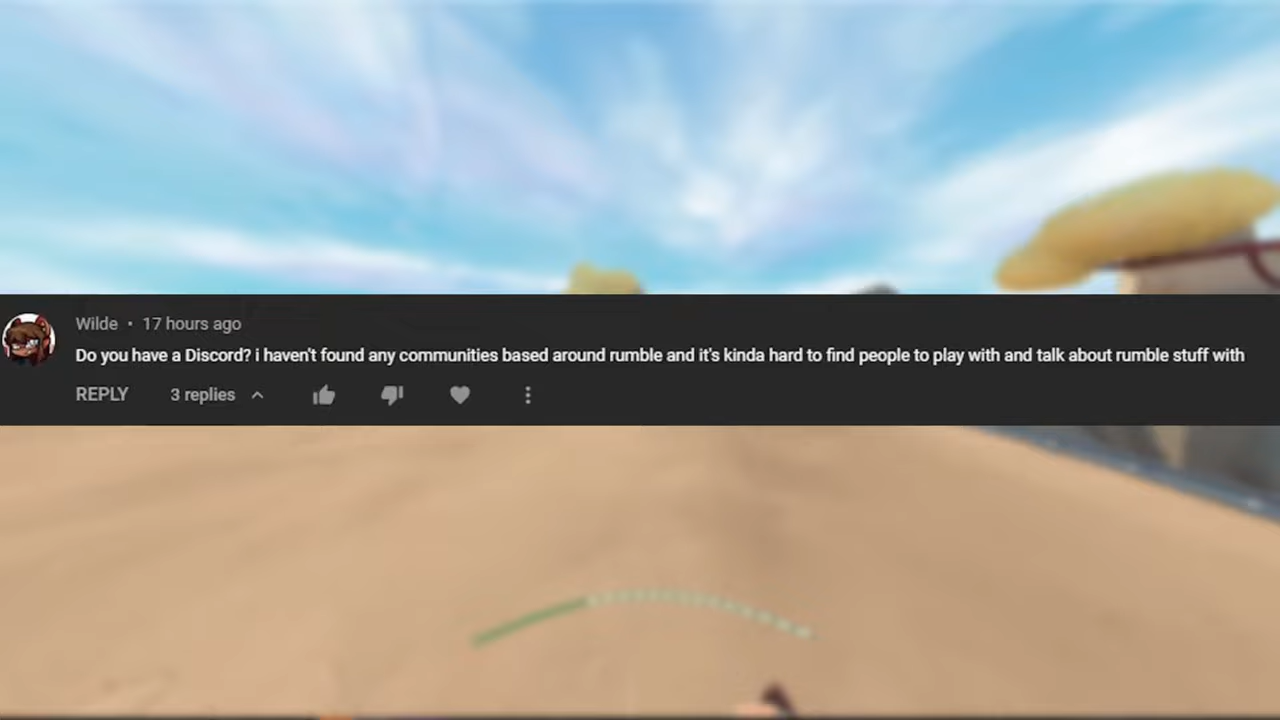 Wilde • 17 hours ago
Do you have a Discord? i haven't found any communities based around rumble and it's kinda hard to find people to play with and talk about rumble stuff with
REPLY 3 replies